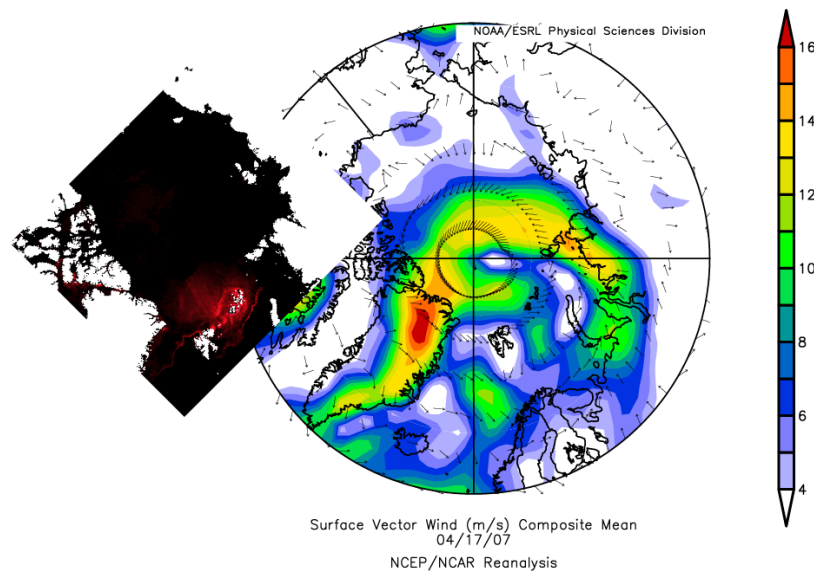 NOAA/ESRL Physical Sciences Division
16
14
12
10
8
6
4
Surface Vector Wind (m/s) Composite Mean
04/17/07
NCEP/NCAR Reanalysis